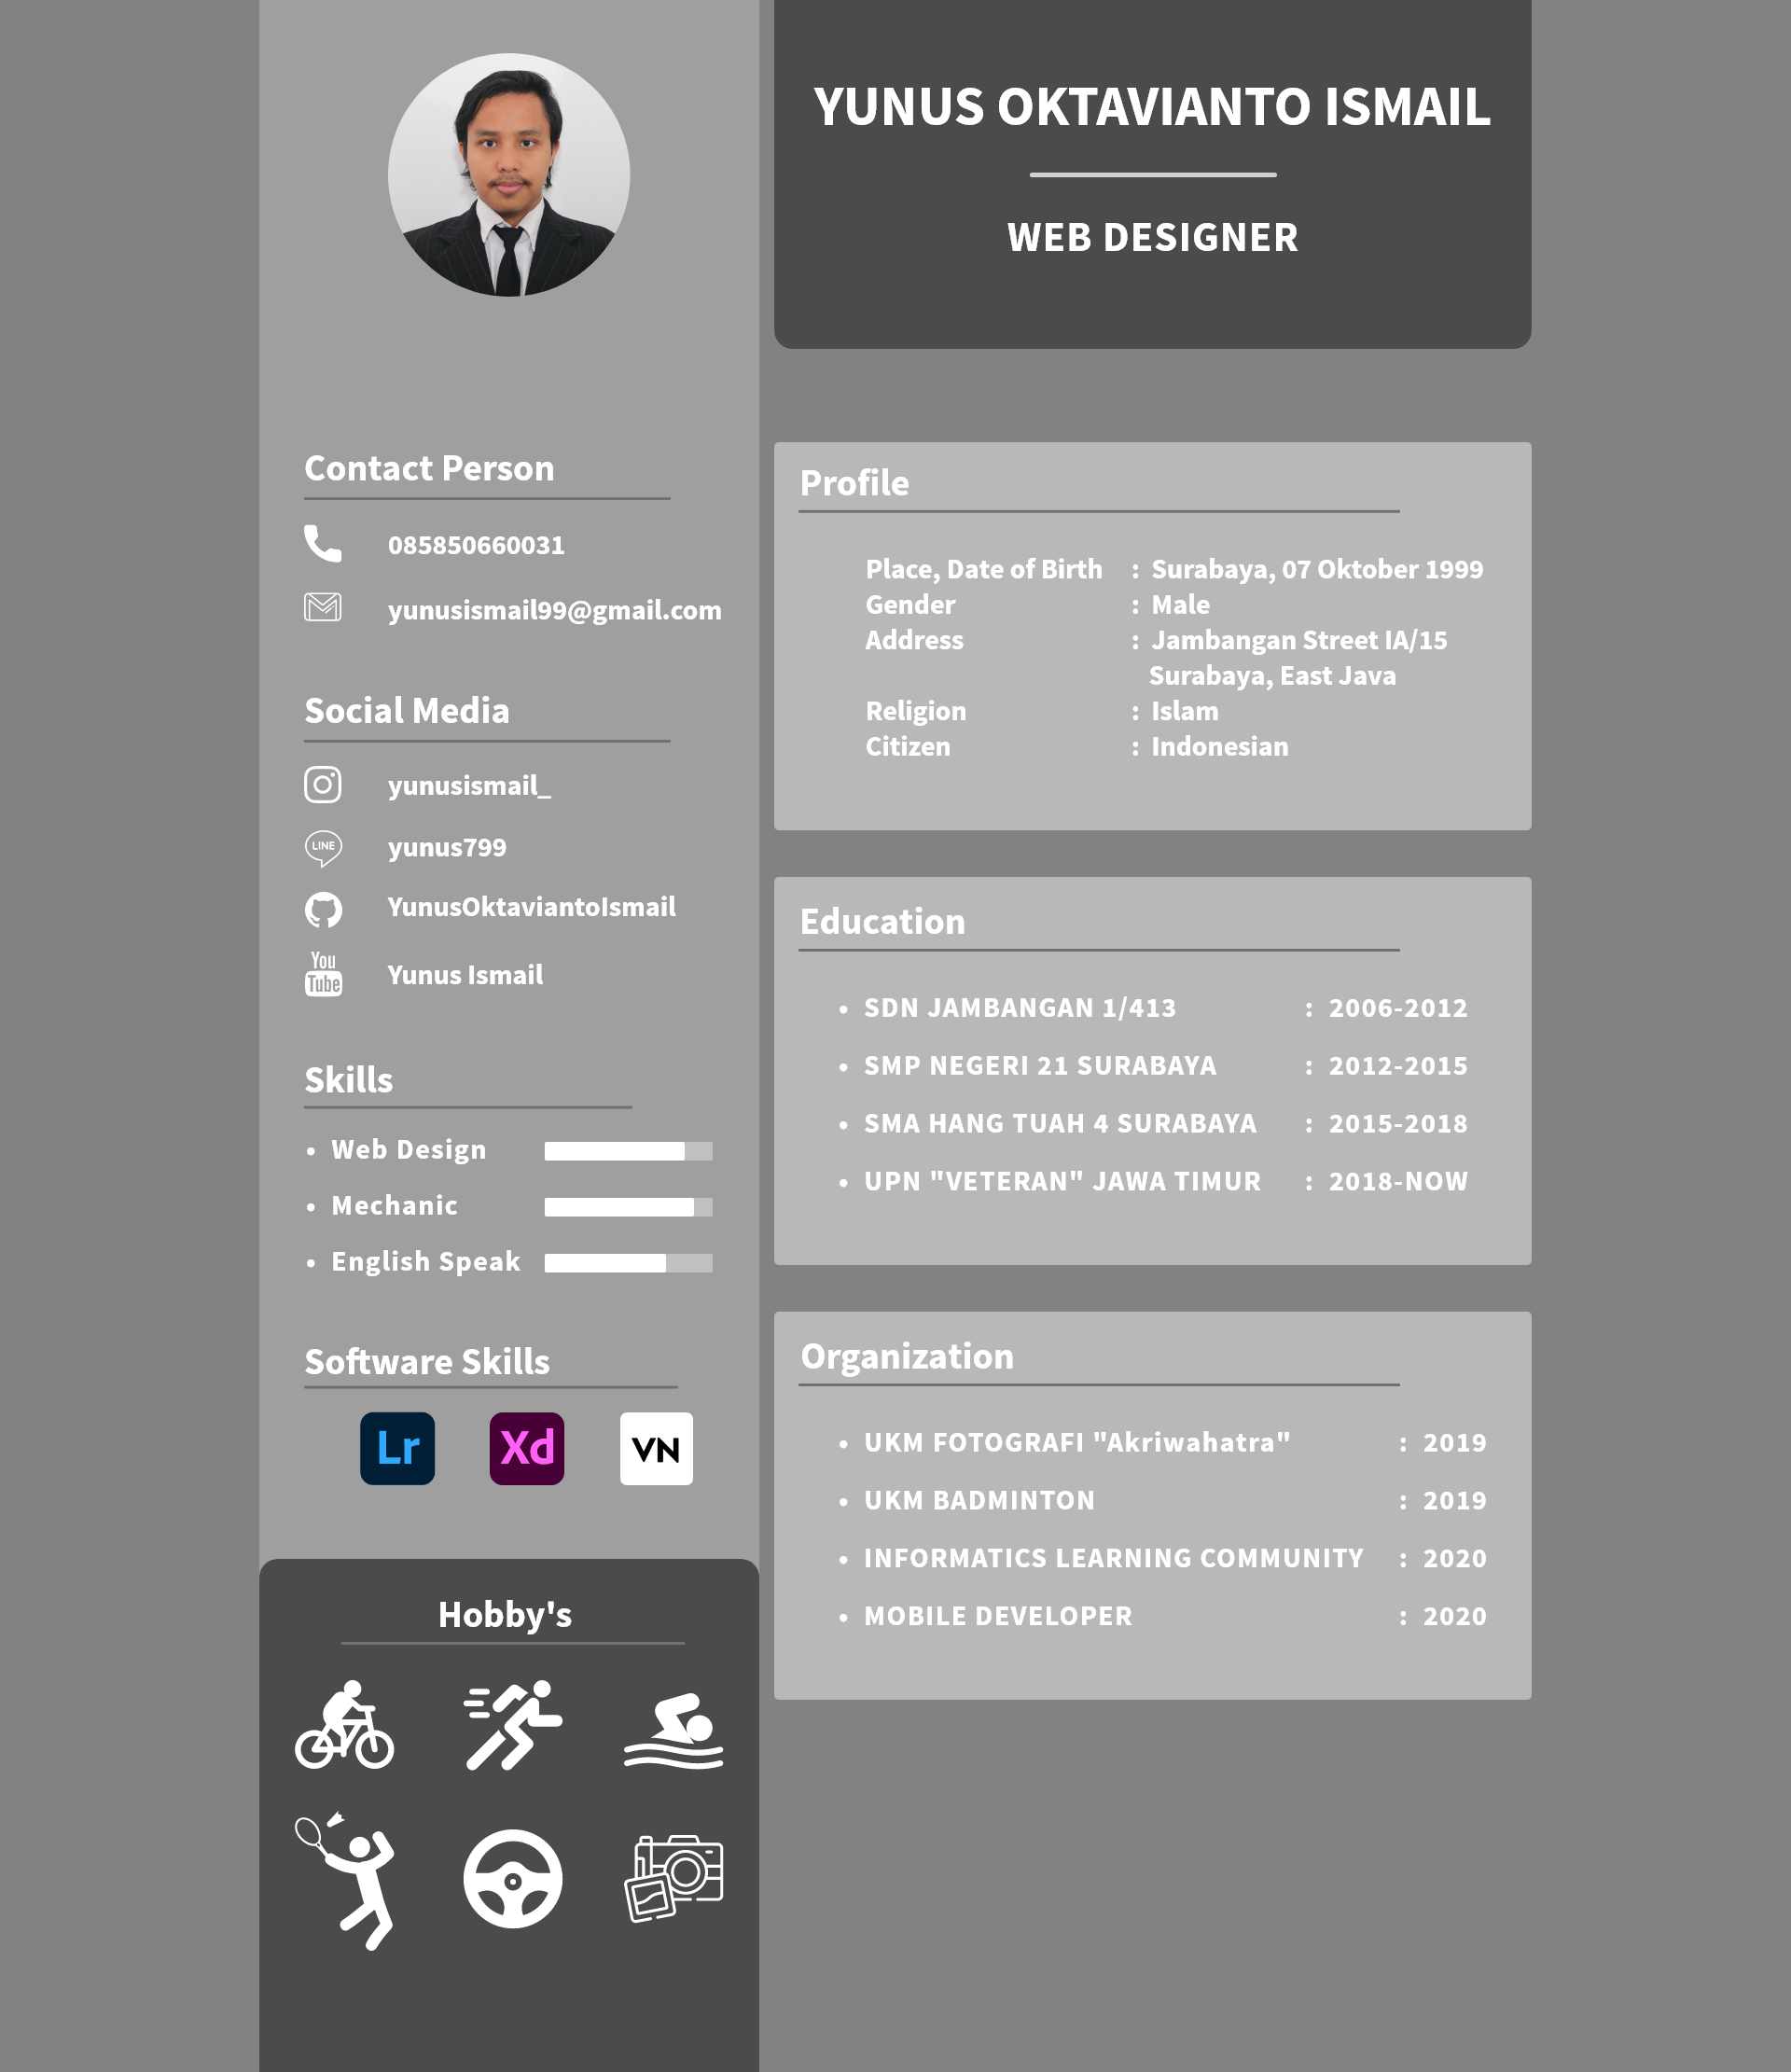 YUNUS OKTAVIANTO ISMAIL
WEB DESIGNER
Contact Person
085850660031
yunusismail99@gmail.com
Social Media
yunusismail_
LINE
yunus799
YunusOktaviantoIsmail
You
Tube
Yunus Ismail
Skills
• Web Design
• Mechanic
• English Speak
Software Skills
Lr Xd VN
Hobby's
Profile
Place, Date of Birth : Surabaya, 07 Oktober 1999
Gender : Male
Address : Jambangan Street IA/15
Surabaya, East Java
Religion : Islam
Citizen : Indonesian
Education
• SDN JAMBANGAN 1/413 : 2006-2012
• SMP NEGERI 21 SURABAYA : 2012-2015
• SMA HANG TUAH 4 SURABAYA : 2015-2018
• UPN "VETERAN" JAWA TIMUR : 2018-NOW
Organization
• UKM FOTOGRAFI "Akriwahatra" : 2019
• UKM BADMINTON : 2019
• INFORMATICS LEARNING COMMUNITY : 2020
• MOBILE DEVELOPER : 2020